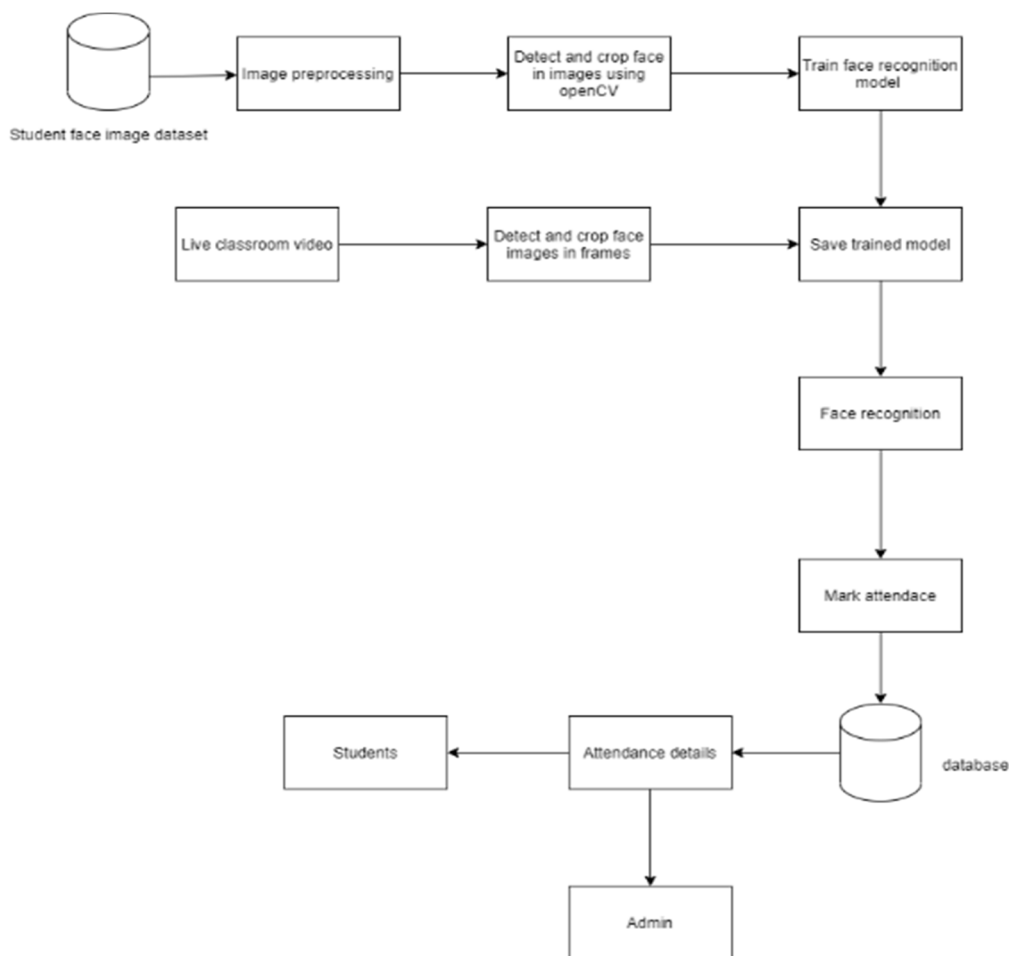 Image preprocessing
Detect and crop face
in images using
openCV
Train face recognition
model
Student face image dataset
Live classroom video
Detect and crop face
images in frames
Save trained model
Face recognition
Mark attendace
Students
Attendance details
database
Admin